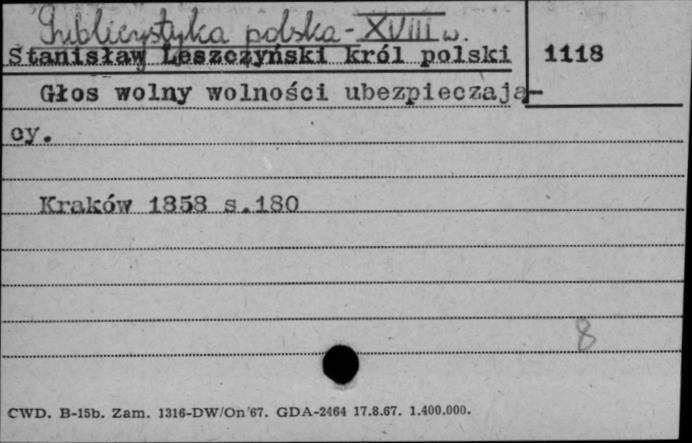 Publicystyka polska - XVIII w.
Stanisław Leszczyński król polski
1118
Głos wolny wolności ubezpieczają-
cy.
Kraków 1858 s.180
8
CWD. B-15b. Zam. 1316-DW/On'67. GDA-2464 17.8.67. 1.400.000.